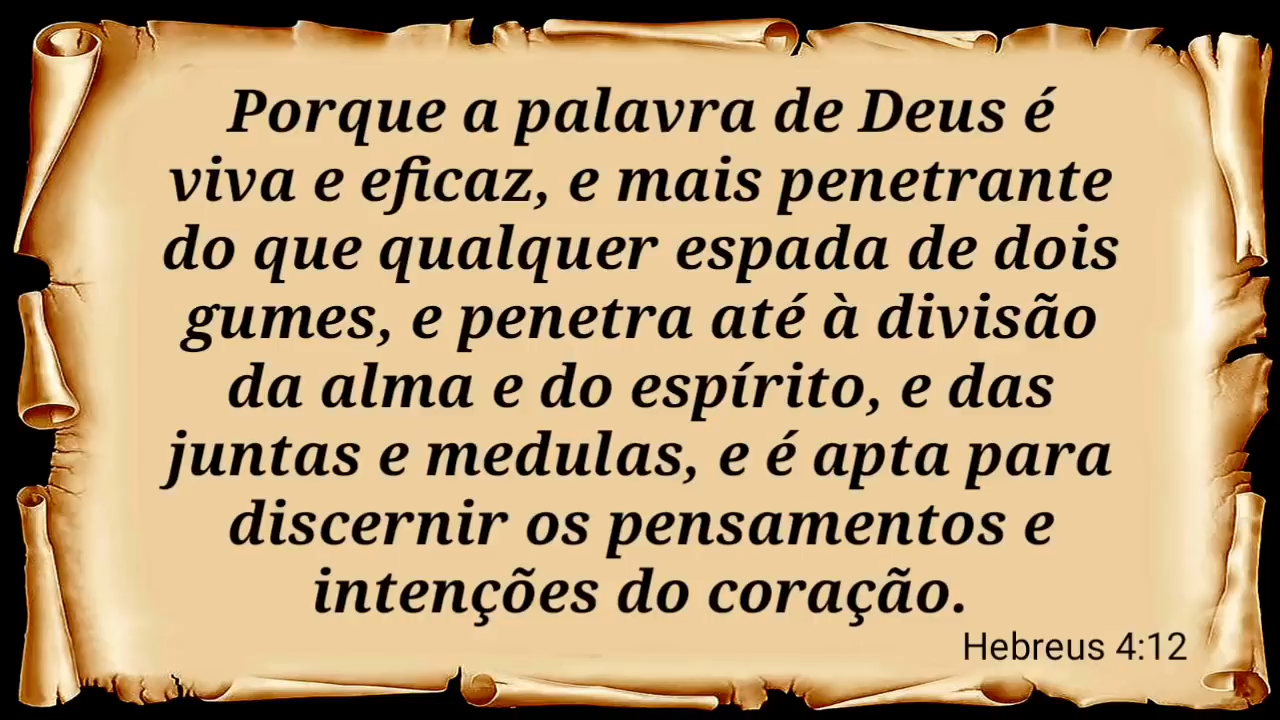 Porque a palavra de Deus é
viva e eficaz, e mais penetrante
do que qualquer espada de dois
gumes, e penetra até à divisão
da alma e do espírito, e das
juntas e medulas, e é apta para
discernir os pensamentos e
intenções do coração.
Hebreus 4:12